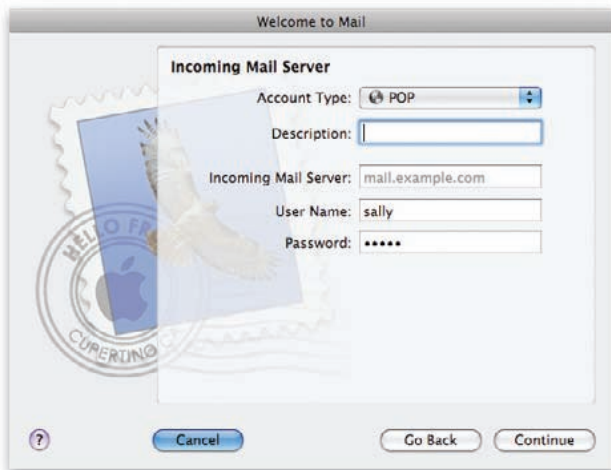 Welcome to Mail
Incoming Mail Server
Account Type: POP
Description:
Incoming Mail Server: mail.example.com
User Name: sally
Password: •••••
HELLO FR
CUPERTINO C
? Cancel Go Back Continue